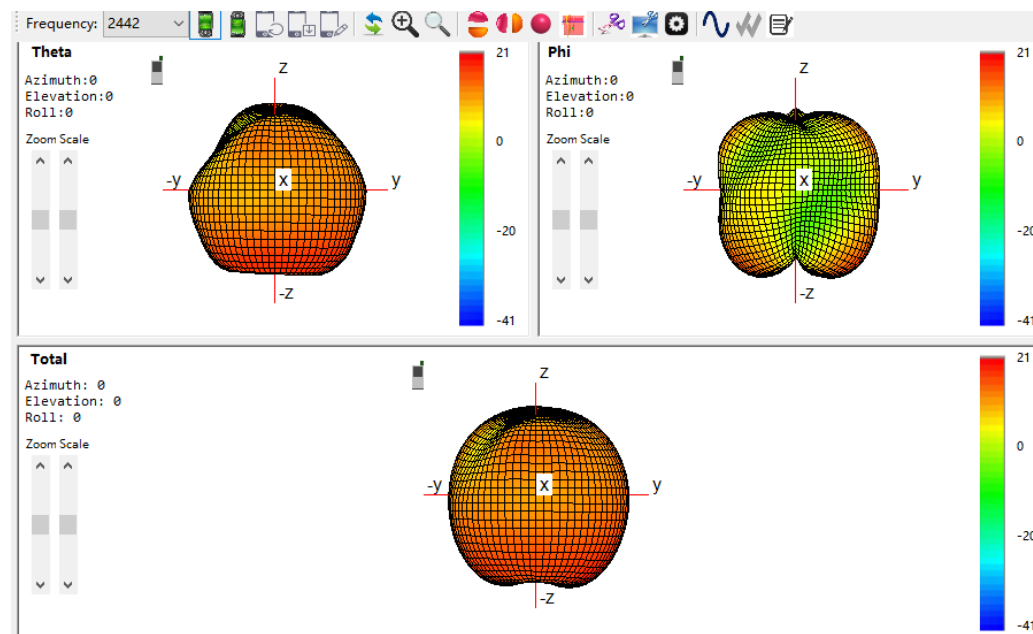 Frequency: 2442
Theta
Azimuth:0
Elevation:0
Roll:0
Zoom Scale
z
-y
x
y
-z
21
0
-20
-41
Phi
Azimuth:0
Elevation:0
Roll:0
Zoom Scale
z
-y
x
y
-z
21
0
-20
-41
Total
Azimuth: 0
Elevation: 0
Roll: 0
Zoom Scale
z
-y
x
y
-z
21
0
-20
-41